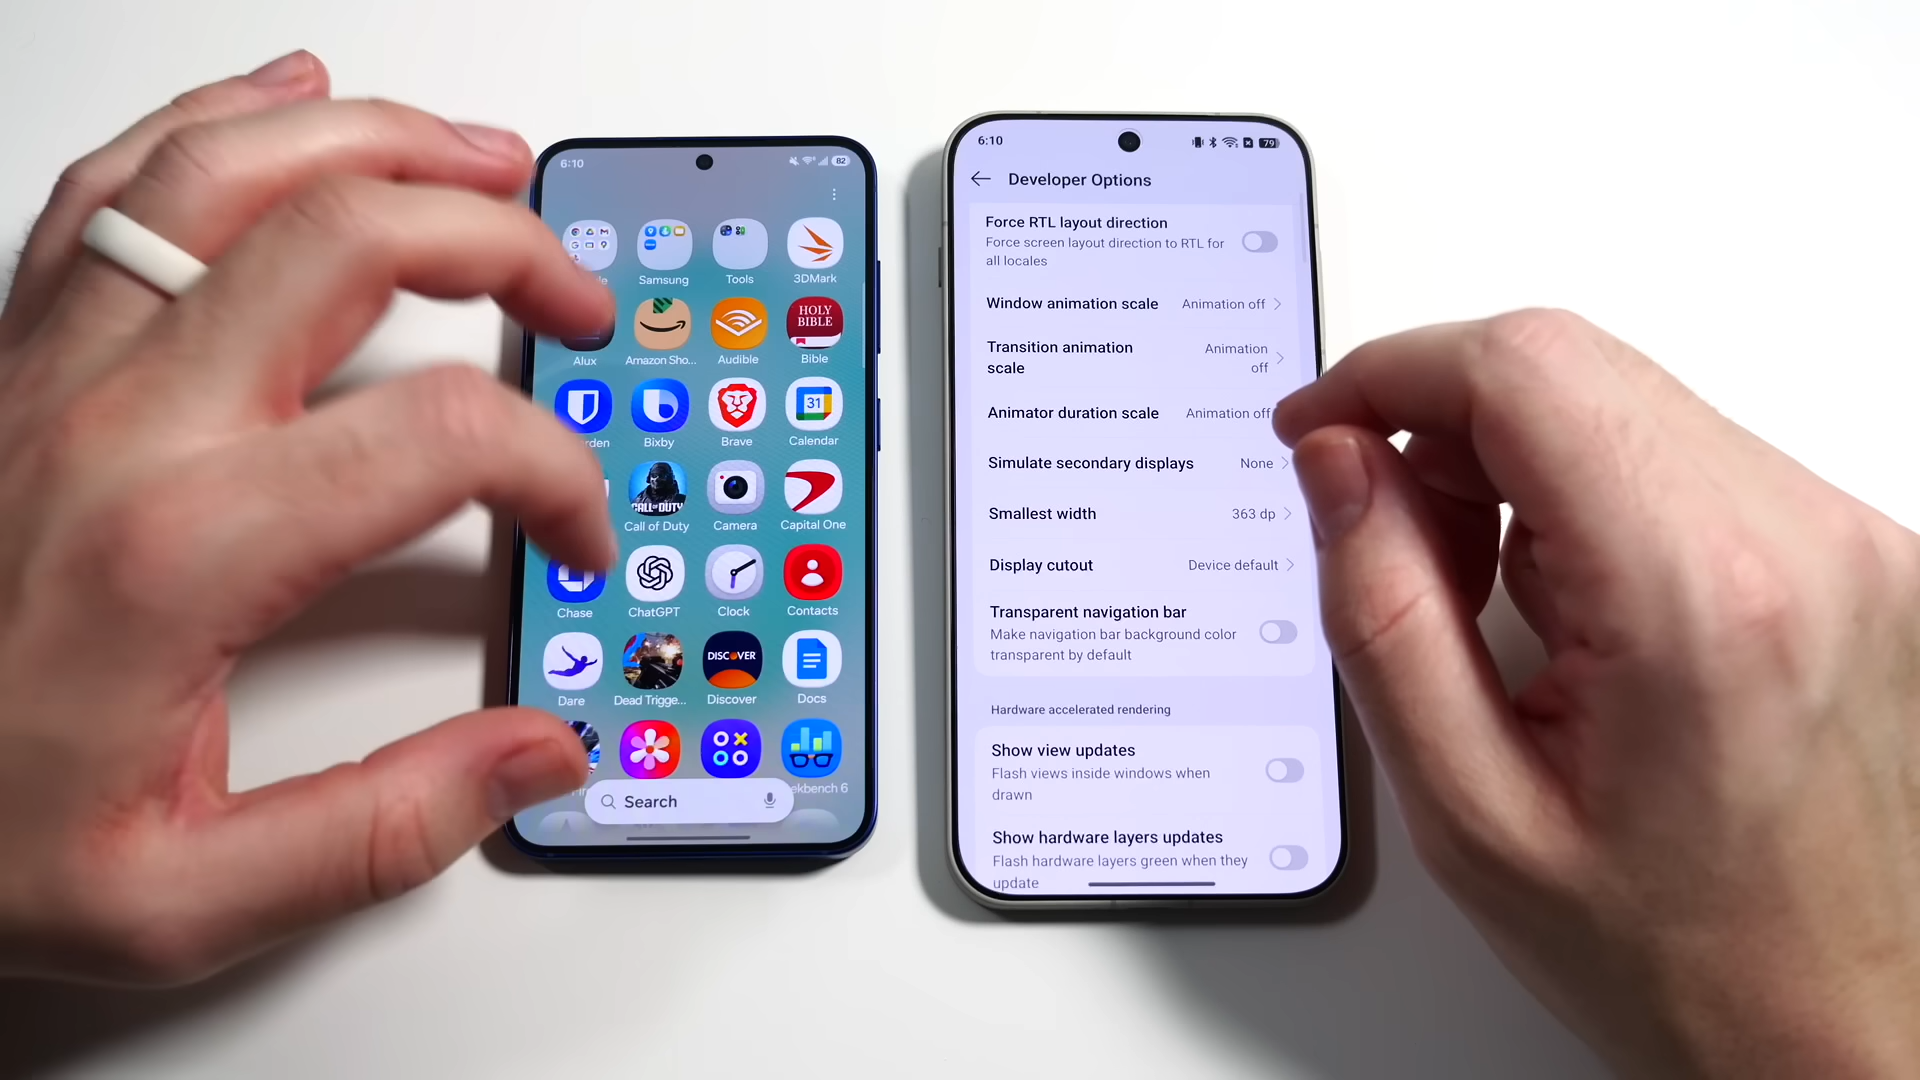 6:10
82
Samsung
Tools
3DMark
HOLY
BIBLE
Alux
Amazon Sho...
Audible
Bible
31
Bixby
Brave
Calendar
CALL OF DUTY
Call of Duty
Camera
Capital One
Chase
ChatGPT
Clock
Contacts
DISCOVER
Dare
Dead Trigge...
Discover
Docs
ekbench 6
Search
6:10
79
Developer Options
Force RTL layout direction
Force screen layout direction to RTL for
all locales
Window animation scale Animation off
Transition animation
scale
Animation
off
Animator duration scale Animation off
Simulate secondary displays None
Smallest width 363 dp
Display cutout Device default
Transparent navigation bar
Make navigation bar background color
transparent by default
Hardware accelerated rendering
Show view updates
Flash views inside windows when
drawn
Show hardware layers updates
Flash hardware layers green when they
update